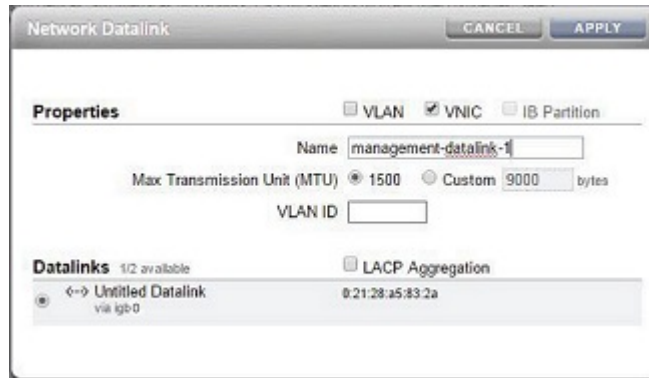 Network Datalink CANCEL APPLY
Properties VLAN VNIC IB Partition
Name management-datalink-1
Max Transmission Unit (MTU) 1500 Custom 9000 bytes
VLAN ID
Datalinks 1/2 available LACP Aggregation
Untitled Datalink 0:21:28:a5:83:2a
via igb0